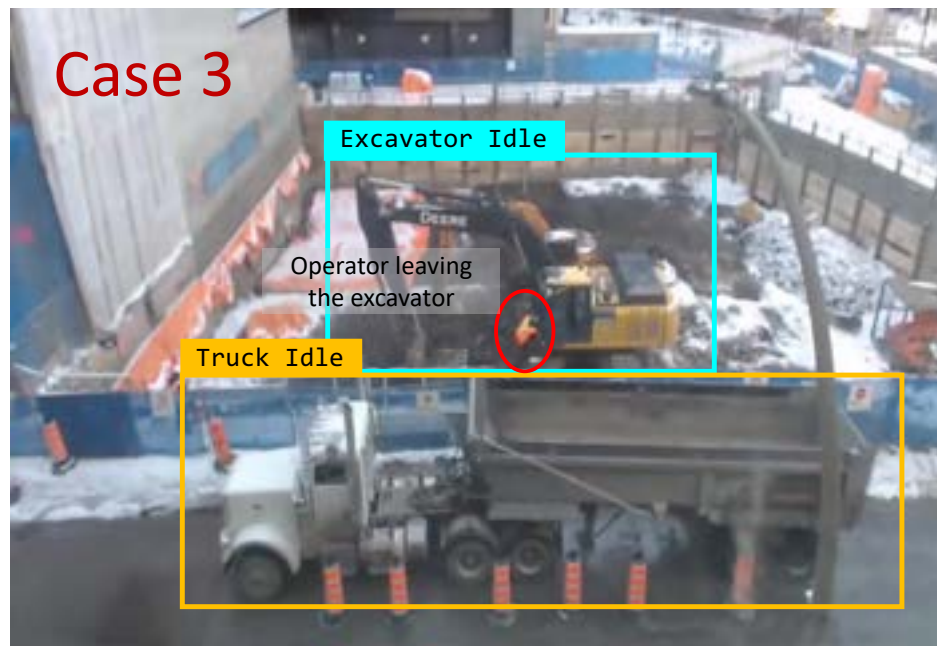 Case 3
Excavator Idle
DEERE
Operator leaving
the excavator
Truck Idle